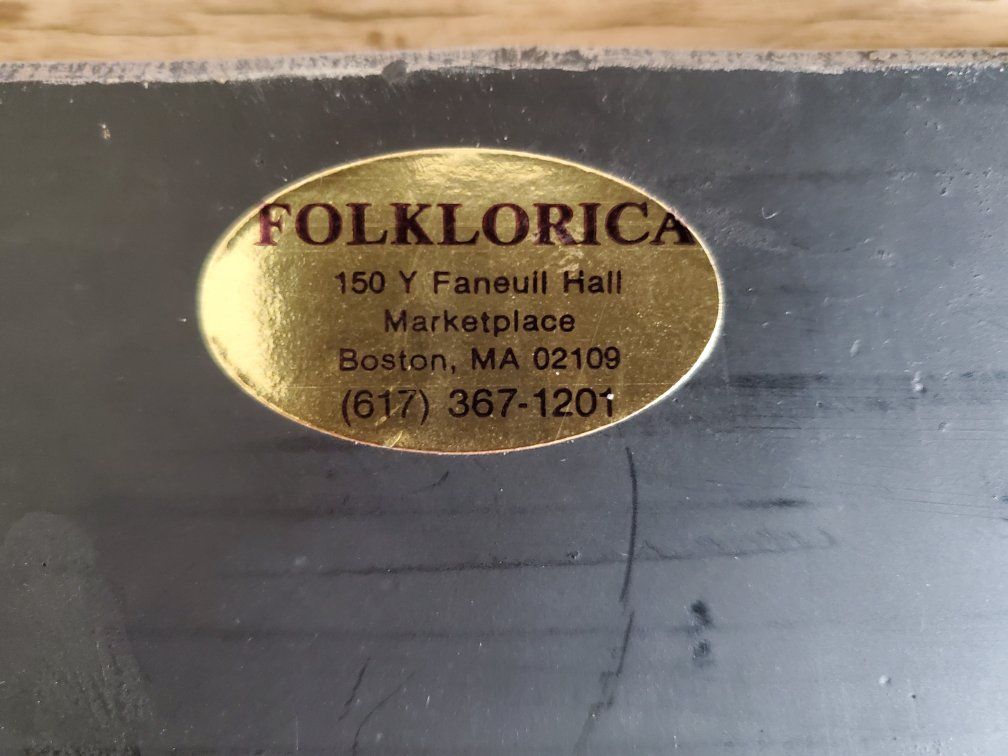 FOLKLORICA
150 Y Faneuil Hall
Marketplace
Boston, MA 02109
(617) 367-1201